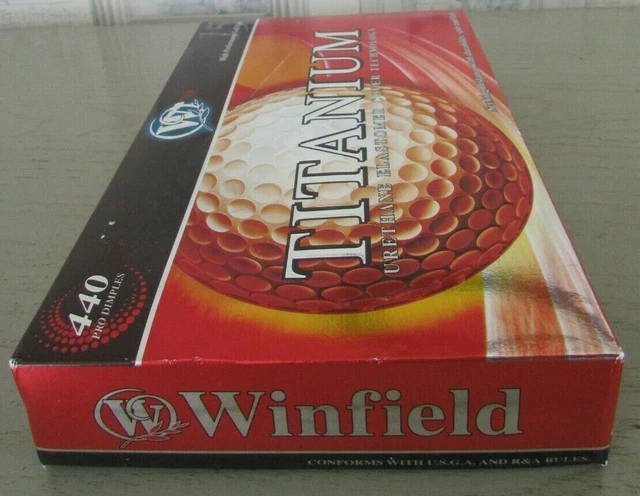 TITANIUM
URETHANE ELASTOMER COVER TECHNOLOGY
440
PRO DIMPLES
Winfield
CONFORMS WITH U.S.G.A. AND R&A RULES.